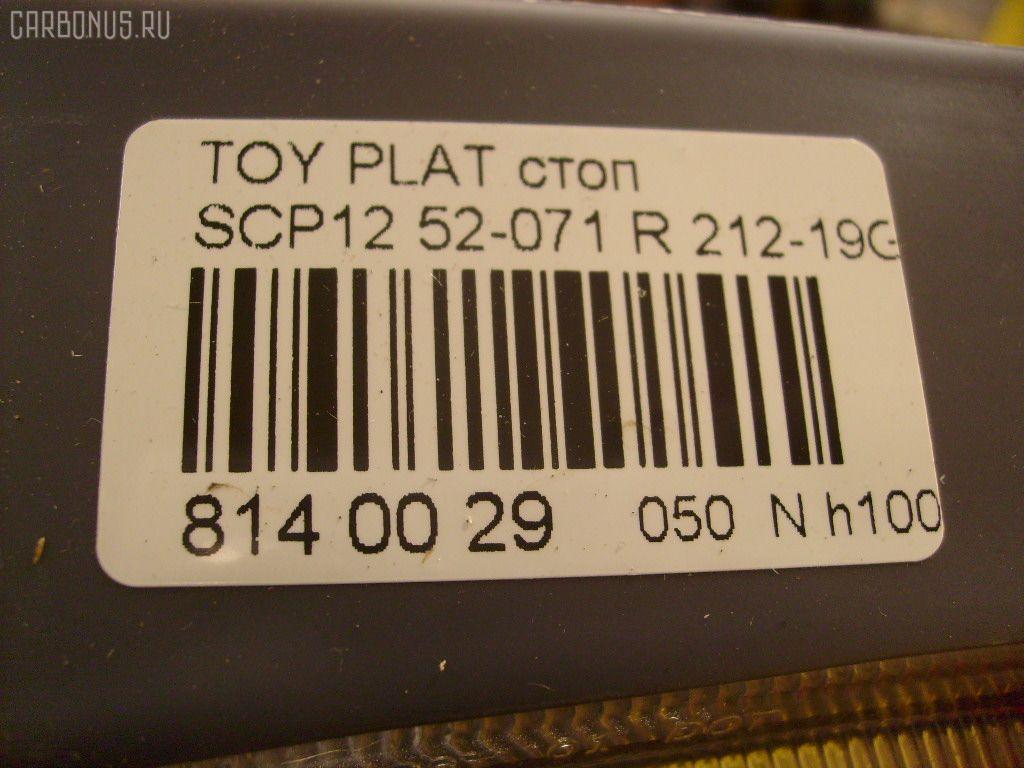 CARBONUS.RU
TOY PLAT стоп
SCP12 52-071 R 212-19G
814 00 29 050 N h100